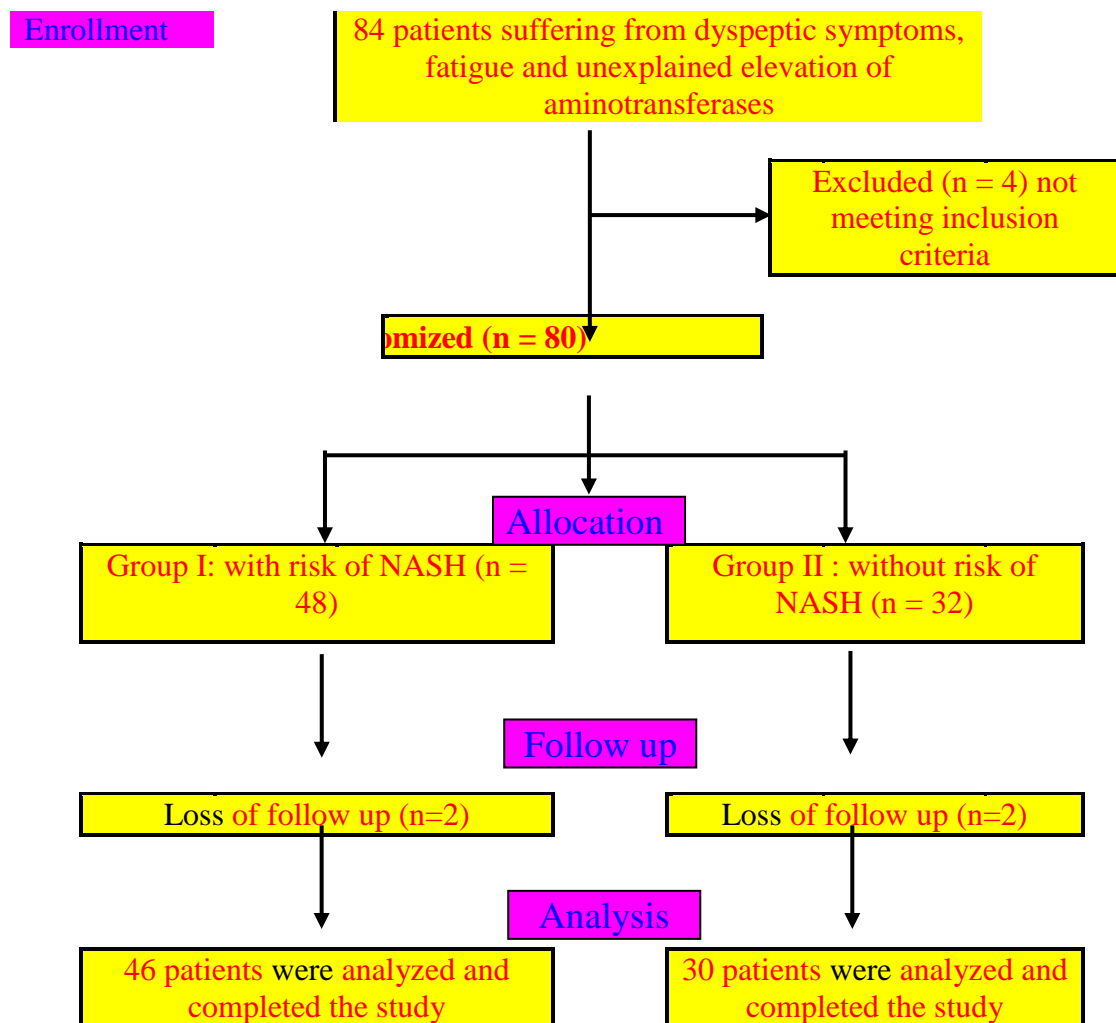 Enrollment
84 patients suffering from dyspeptic symptoms,
fatigue and unexplained elevation of
aminotransferases
Excluded (n = 4) not
meeting inclusion
criteria
omized (n = 80)
Allocation
Group I: with risk of NASH (n =
48)
Group II : without risk of
NASH (n = 32)
Follow up
Loss of follow up (n=2)
Loss of follow up (n=2)
Analysis
46 patients were analyzed and
completed the study
30 patients were analyzed and
completed the study